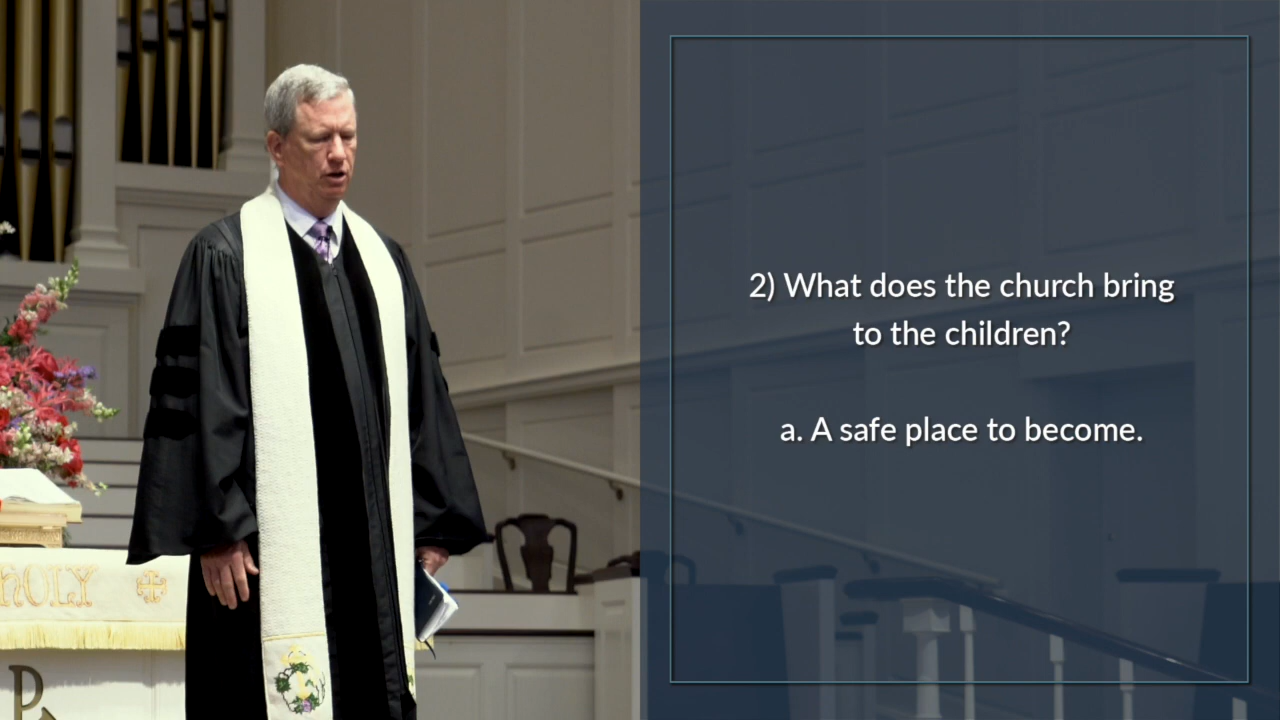 HOLY
2) What does the church bring
to the children?
a. A safe place to become.